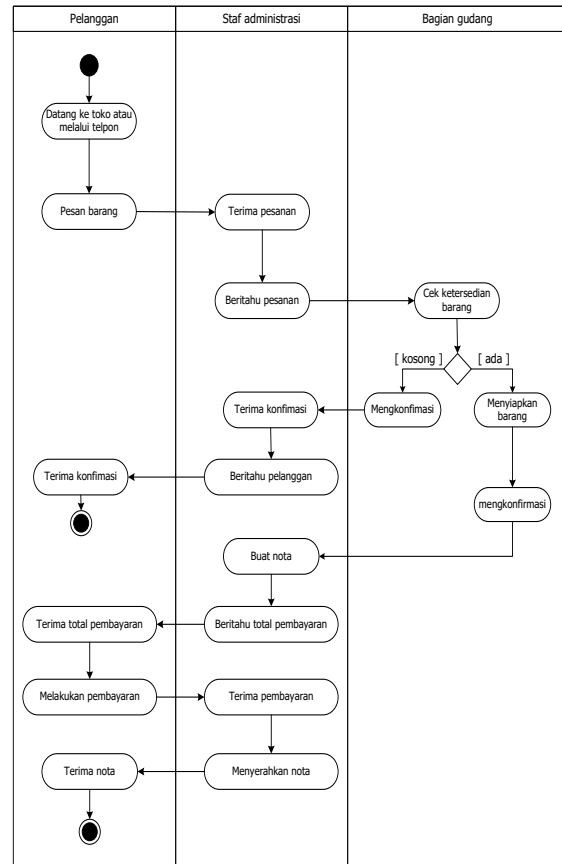 Pelanggan
Staf administrasi
Bagian gudang
Datang ke toko atau
melalui telpon
Pesan barang
Terima pesanan
Beritahu pesanan
Cek ketersedian
barang
[ kosong ]
[ ada ]
Terima konfimasi
Mengkonfimasi
Menyiapkan
barang
Terima konfimasi
Beritahu pelanggan
mengkonfirmasi
Buat nota
Terima total pembayaran
Beritahu total pembayaran
Melakukan pembayaran
Terima pembayaran
Terima nota
Menyerahkan nota